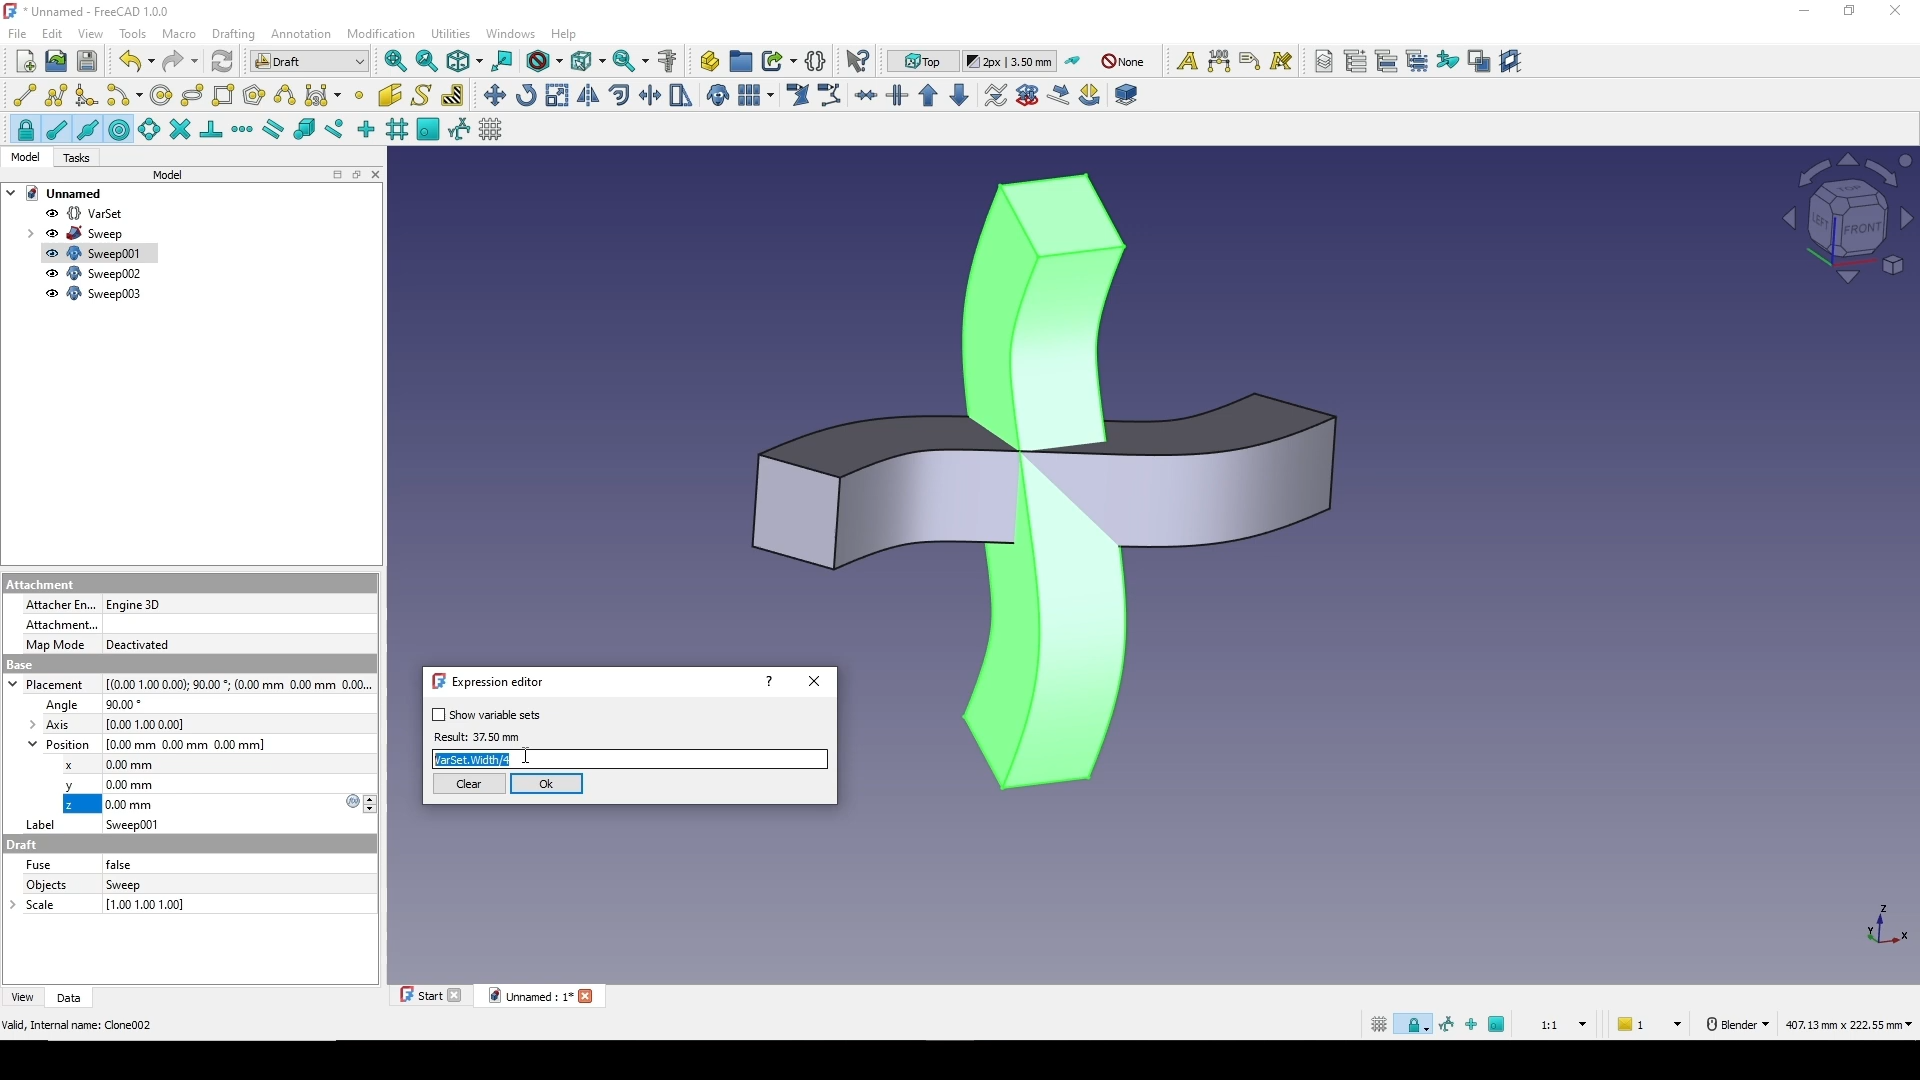 * Unnamed - FreeCAD 1.0.0
File Edit View Tools Macro Drafting Annotation Modification Utilities Windows Help
Draft
Top
2px | 3.50 mm
None
Model Tasks
Model
Unnamed
VarSet
Sweep
Sweep001
Sweep002
Sweep003
TOP
LEFT
FRONT
Attachment
Attacher En... Engine 3D
Attachment...
Map Mode Deactivated
Base
Placement [(0.00 1.00 0.00); 90.00 °; (0.00 mm 0.00 mm 0.00...
Angle 90.00 °
Axis [0.00 1.00 0.00]
Position [0.00 mm 0.00 mm 0.00 mm]
x 0.00 mm
y 0.00 mm
z 0.00 mm
Label Sweep001
Draft
Fuse false
Objects Sweep
Scale [1.00 1.00 1.00]
Expression editor ?
Show variable sets
Result: 37.50 mm
VarSet.Width/4
Clear Ok
Z
Y
X
View Data
Start
Unnamed : 1*
Valid, Internal name: Clone002
1:1
1
Blender
407.13 mm x 222.55 mm